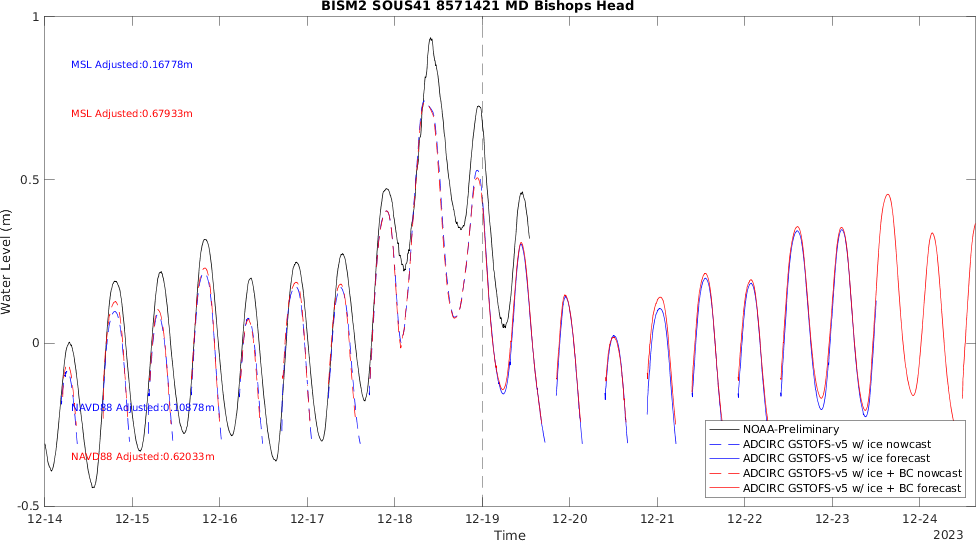 BISM2 SOUS41 8571421 MD Bishops Head
1
MSL Adjusted:0.16778m
MSL Adjusted:0.67933m
0.5
Water Level (m)
0
NAVD88 Adjusted:0.10878m
NAVD88 Adjusted:0.62033m
-0.5
NOAA-Preliminary
ADCIRC GSTOFS-v5 w/ ice nowcast
ADCIRC GSTOFS-v5 w/ ice forecast
ADCIRC GSTOFS-v5 w/ ice + BC nowcast
ADCIRC GSTOFS-v5 w/ ice + BC forecast
12-14 12-15 12-16 12-17 12-18 12-19 12-20 12-21 12-22 12-23 12-24
Time
2023